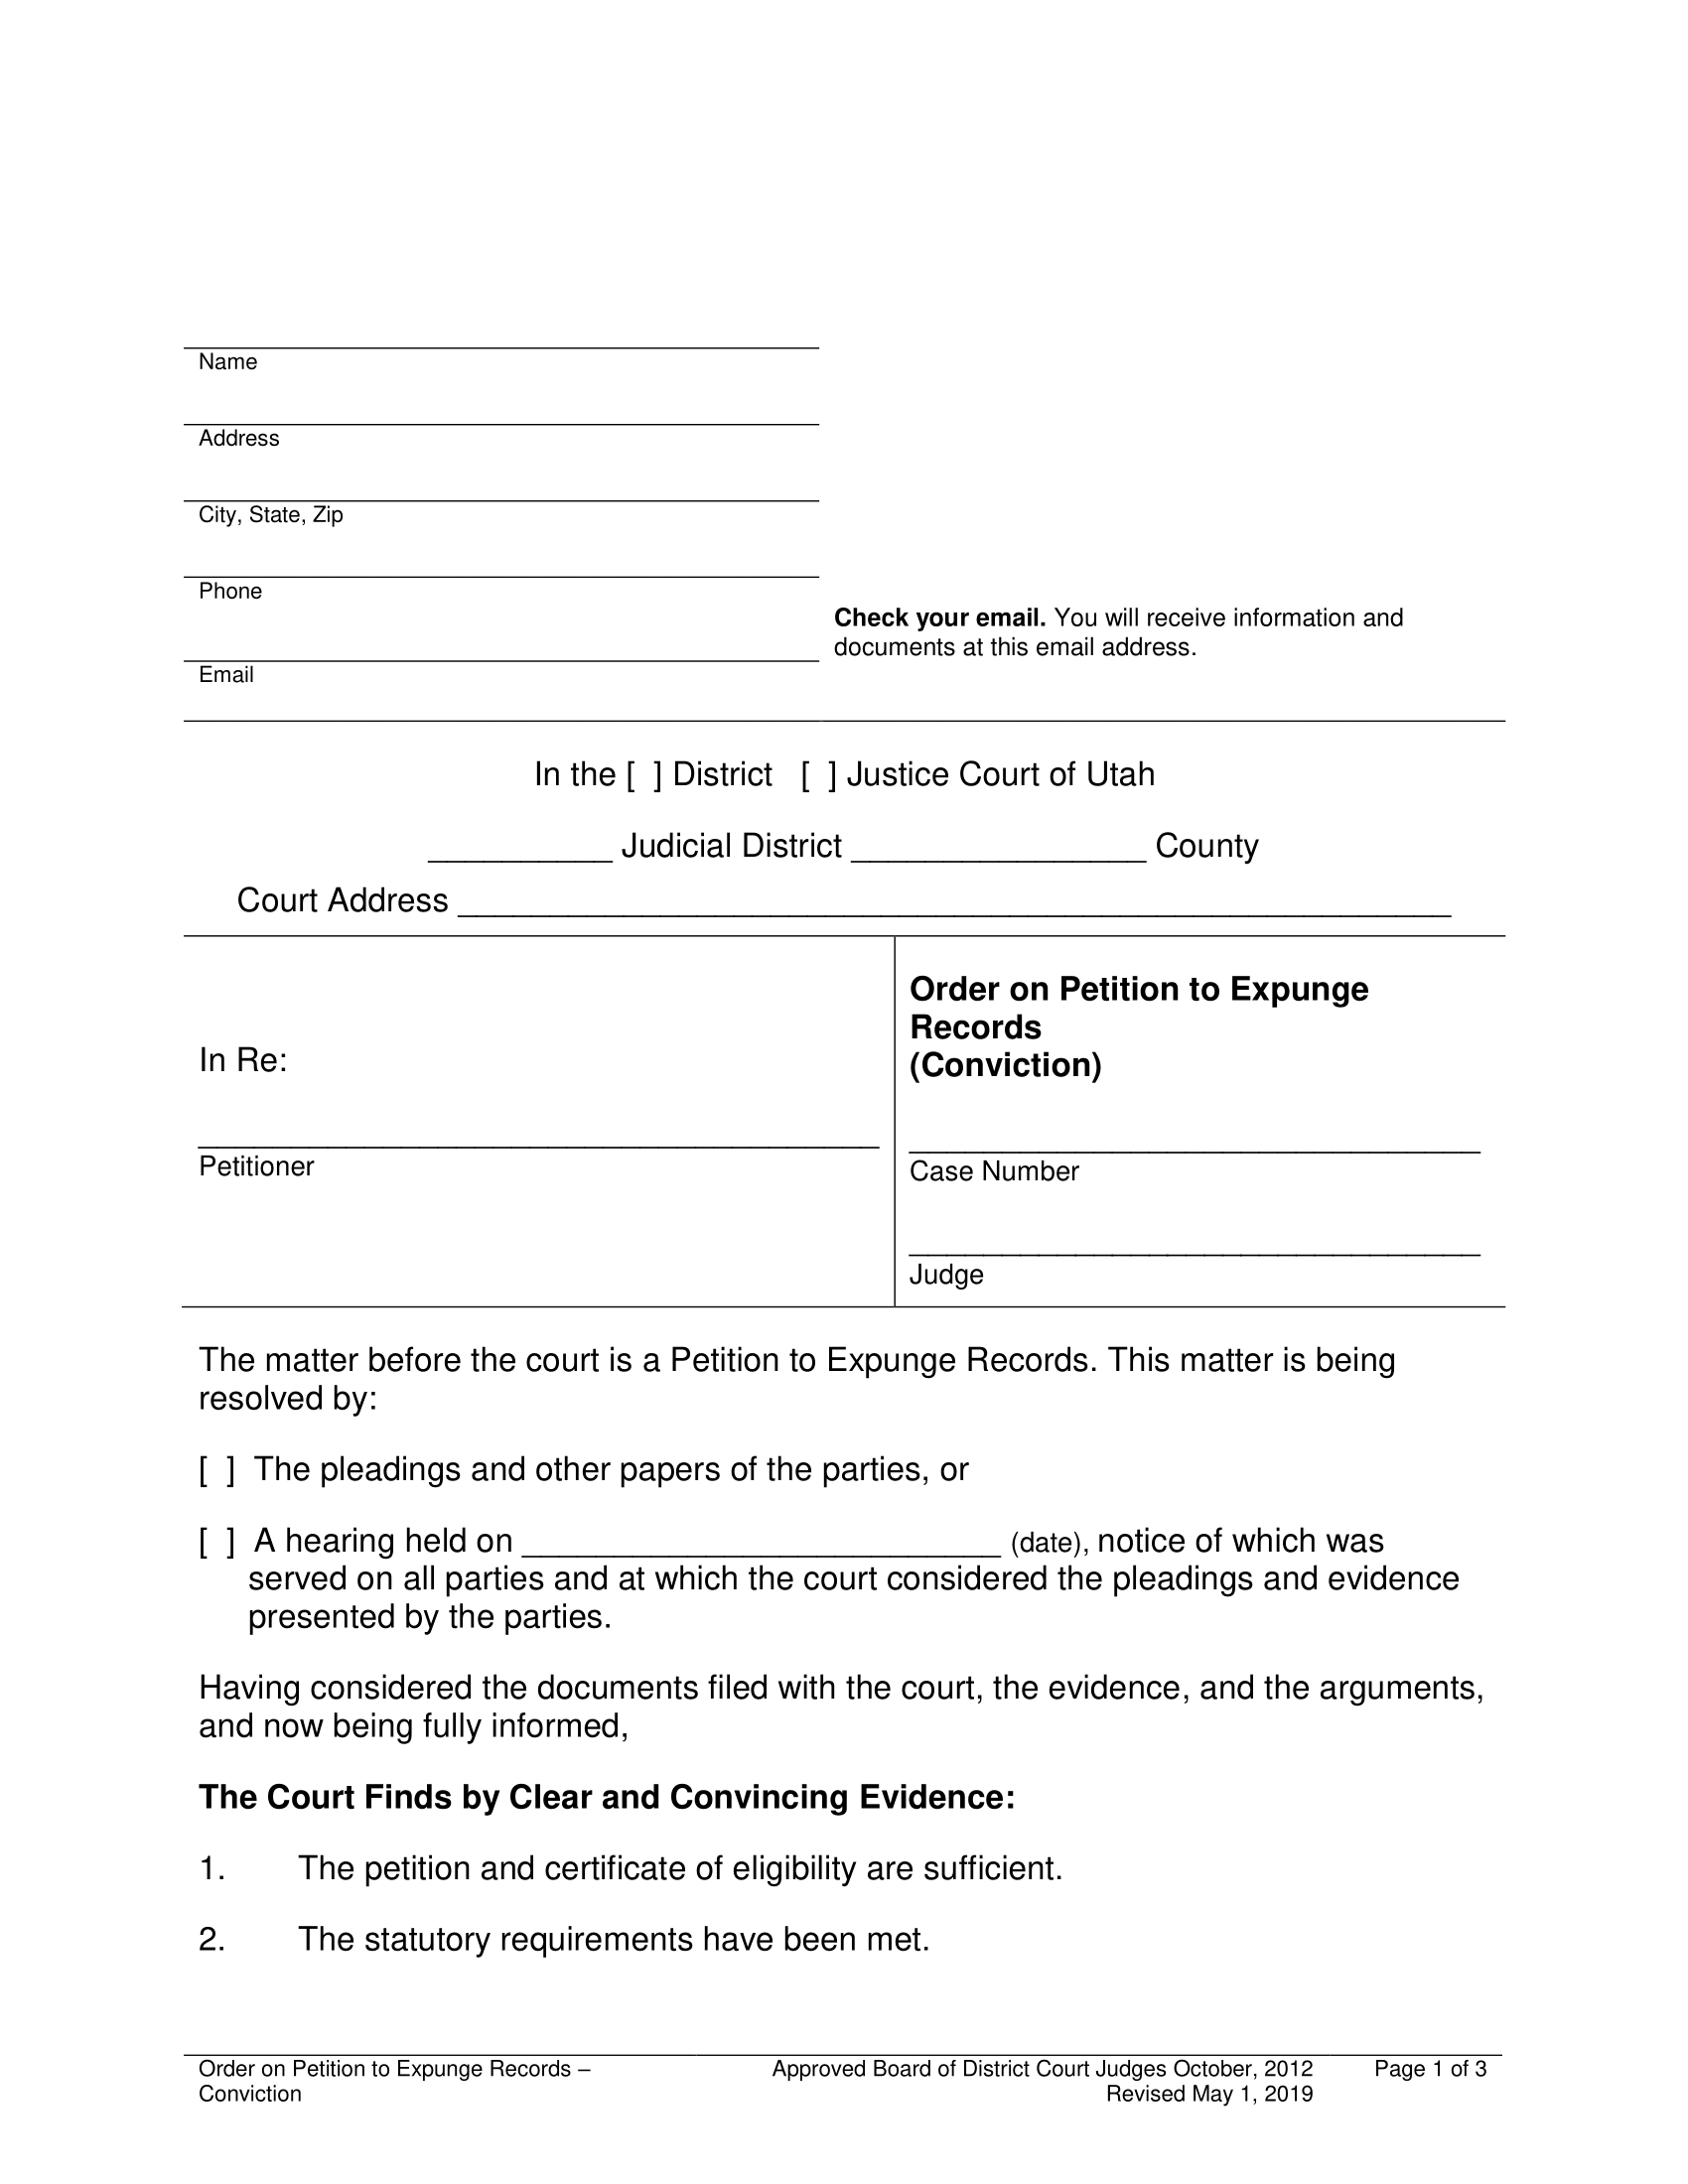 Name
Address
City, State, Zip
Phone
Check your email. You will receive information and
documents at this email address.
Email
In the [ ] District [ ] Justice Court of Utah
__________ Judicial District ________________ County
Court Address ______________________________________________________
In Re:
_____________________________________
Petitioner
Order on Petition to Expunge
Records
(Conviction)
_______________________________
Case Number
_______________________________
Judge
The matter before the court is a Petition to Expunge Records. This matter is being
resolved by:
[ ] The pleadings and other papers of the parties, or
[ ] A hearing held on __________________________ (date), notice of which was
served on all parties and at which the court considered the pleadings and evidence
presented by the parties.
Having considered the documents filed with the court, the evidence, and the arguments,
and now being fully informed,
The Court Finds by Clear and Convincing Evidence:
1. The petition and certificate of eligibility are sufficient.
2. The statutory requirements have been met.
Order on Petition to Expunge Records – Approved Board of District Court Judges October, 2012 Page 1 of 3
Conviction Revised May 1, 2019